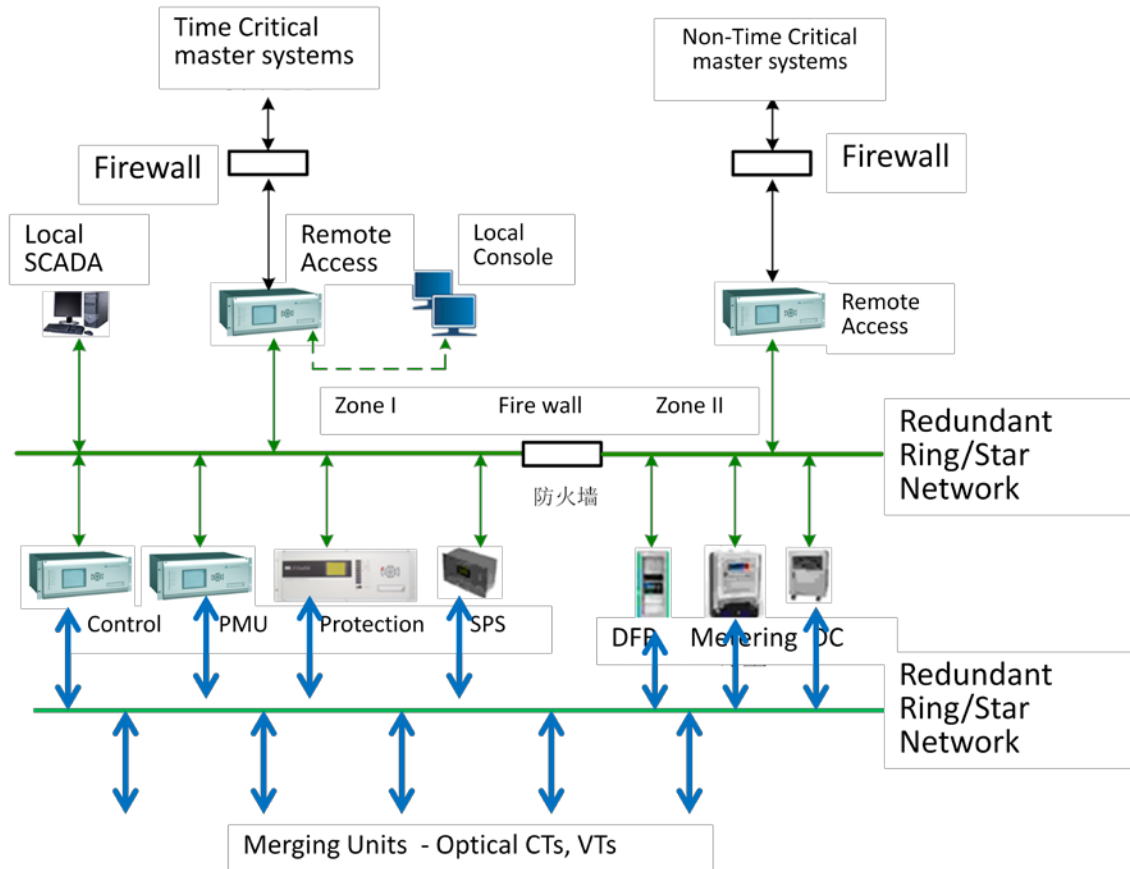 Time Critical
master systems
Non-Time Critical
master systems
Firewall
Firewall
Local
SCADA
Remote
Access
Local
Console
Remote
Access
Zone I
Fire wall
Zone II
Redundant
Ring/Star
Network
防火墙
Control
PMU
Protection
SPS
Metering
Redundant
Ring/Star
Network
Merging Units - Optical CTs, VTs